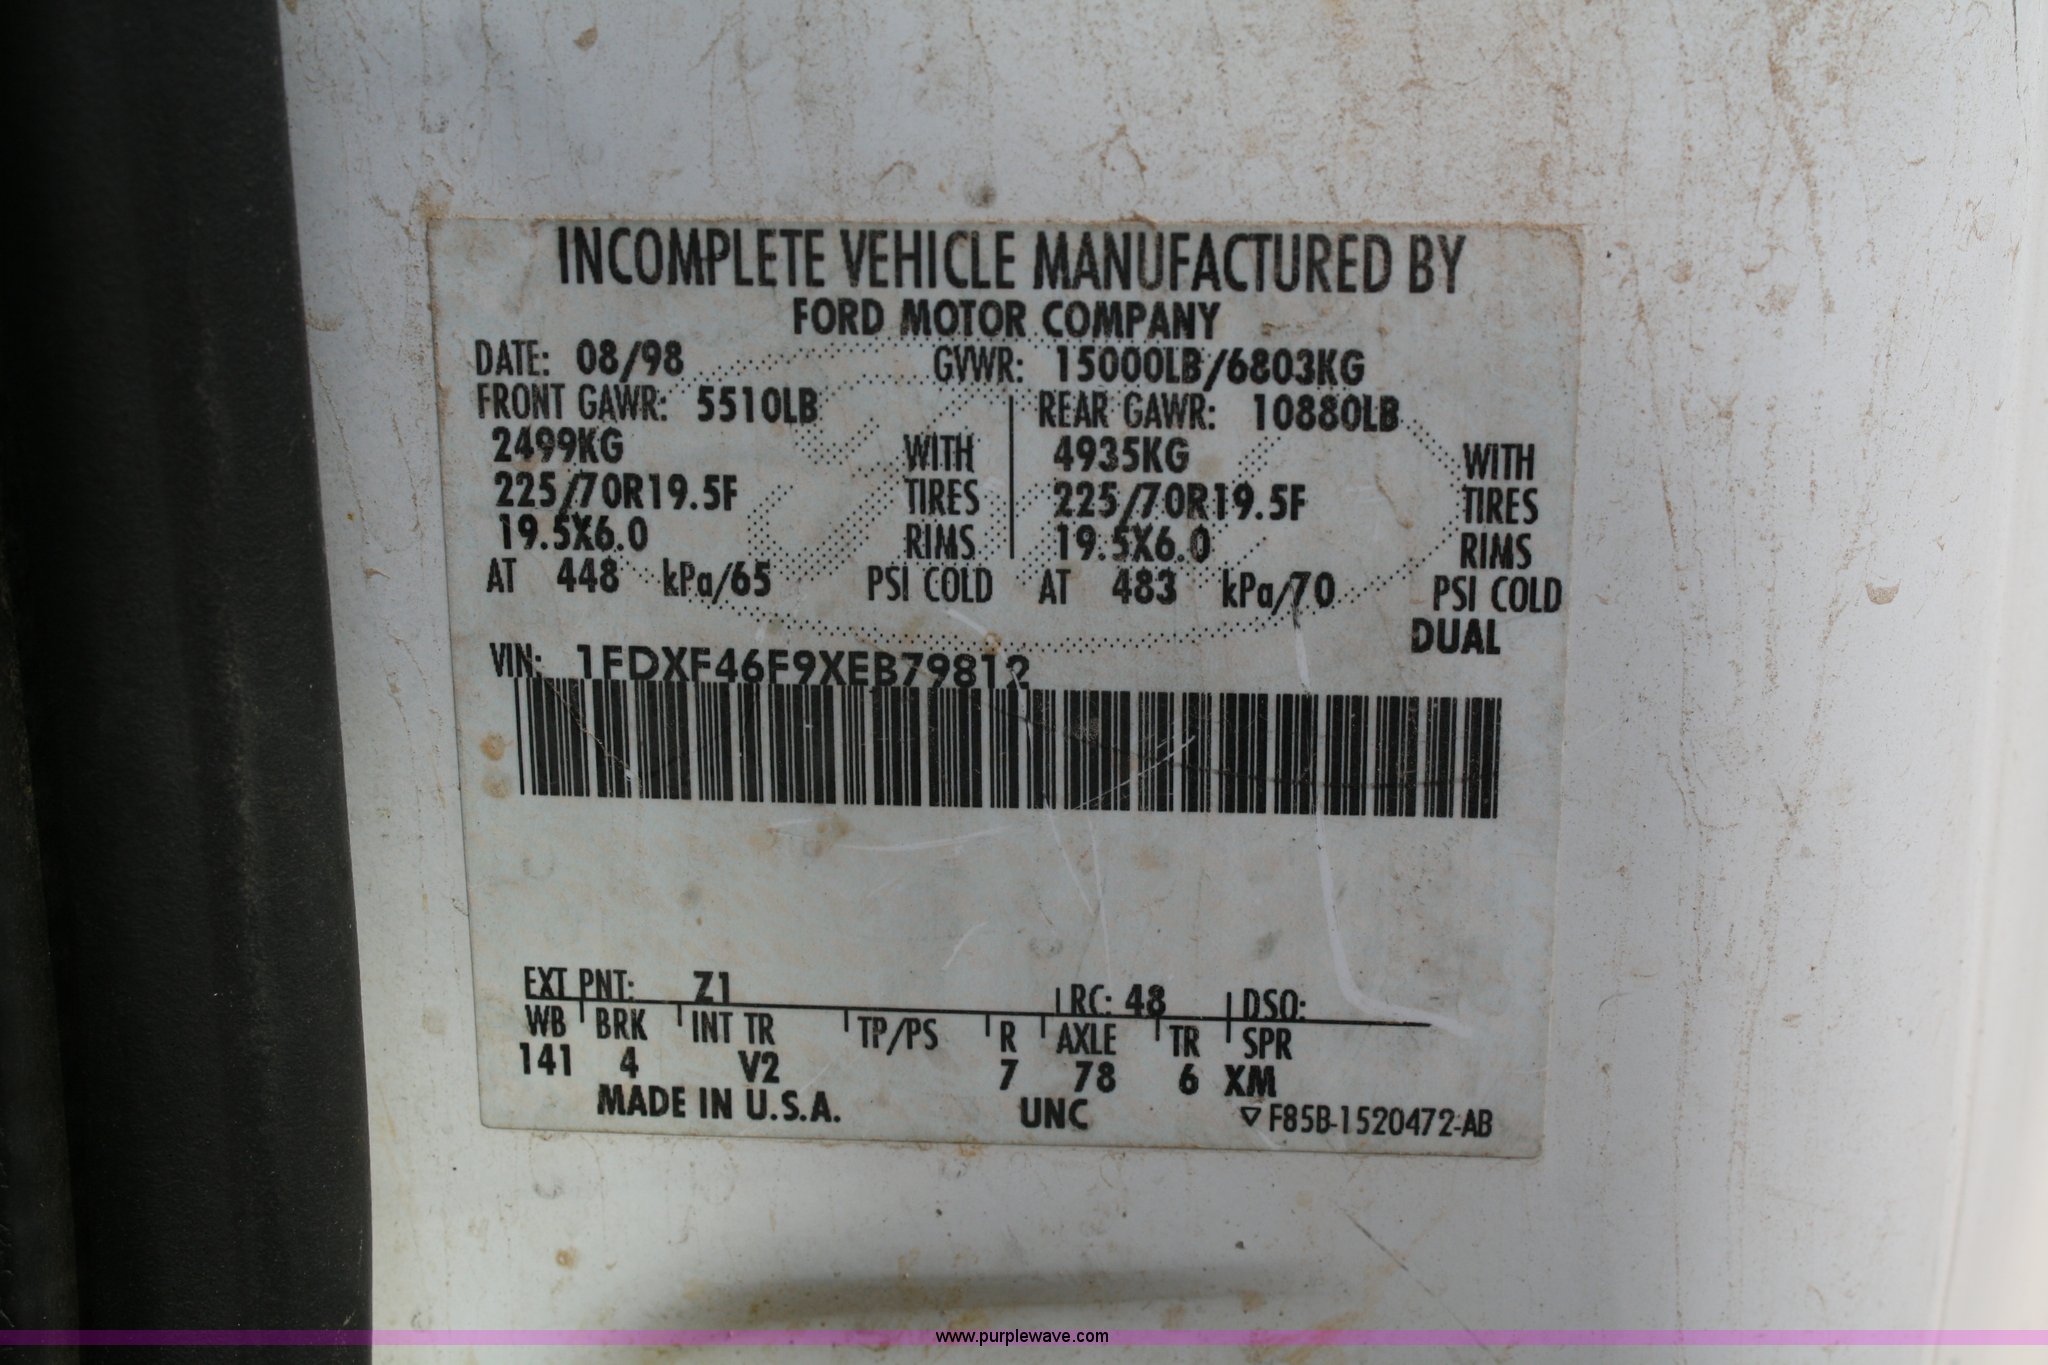 INCOMPLETE VEHICLE MANUFACTURED BY
FORD MOTOR COMPANY
DATE: 08/98 GVWR: 15000LB/6803KG
FRONT GAWR: 5510LB REAR GAWR: 10880LB
2499KG WITH 4935KG WITH
225/70R19.5F TIRES 225/70R19.5F TIRES
19.5X6.0 RIMS 19.5X6.0 RIMS
AT 448 kPa/65 PSI COLD AT 483 kPa/70 PSI COLD
DUAL
VIN: 1FDXF46F9XEB79812
EXT PNT: Z1 RC: 48 DSO:
WB BRK INT TR TP/PS R AXLE TR SPR
141 4 V2 7 78 6 XM
MADE IN U.S.A. UNC ▽ F85B-1520472-AB
www.purplewave.com